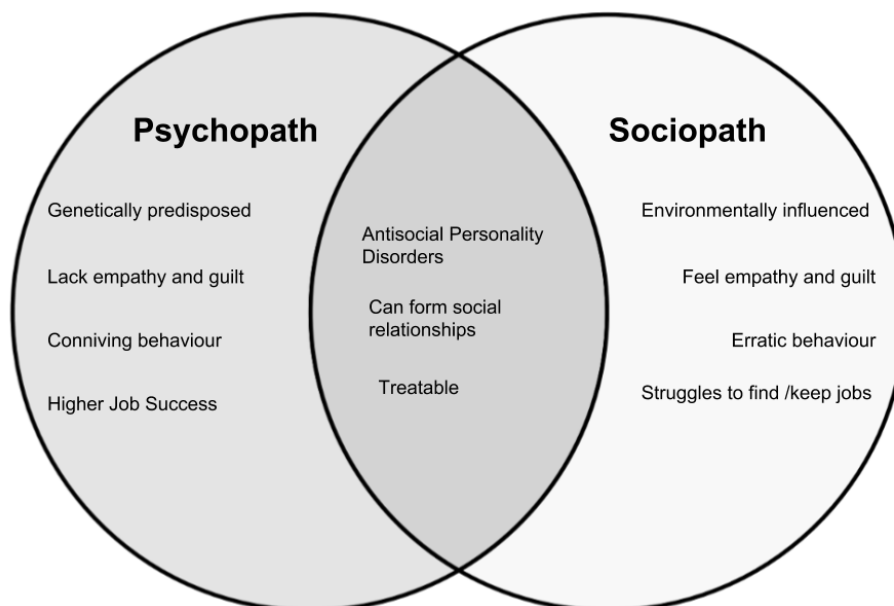 Psychopath
Genetically predisposed
Lack empathy and guilt
Conniving behaviour
Higher Job Success
Antisocial Personality
Disorders
Can form social
relationships
Treatable
Sociopath
Environmentally influenced
Feel empathy and guilt
Erratic behaviour
Struggles to find /keep jobs